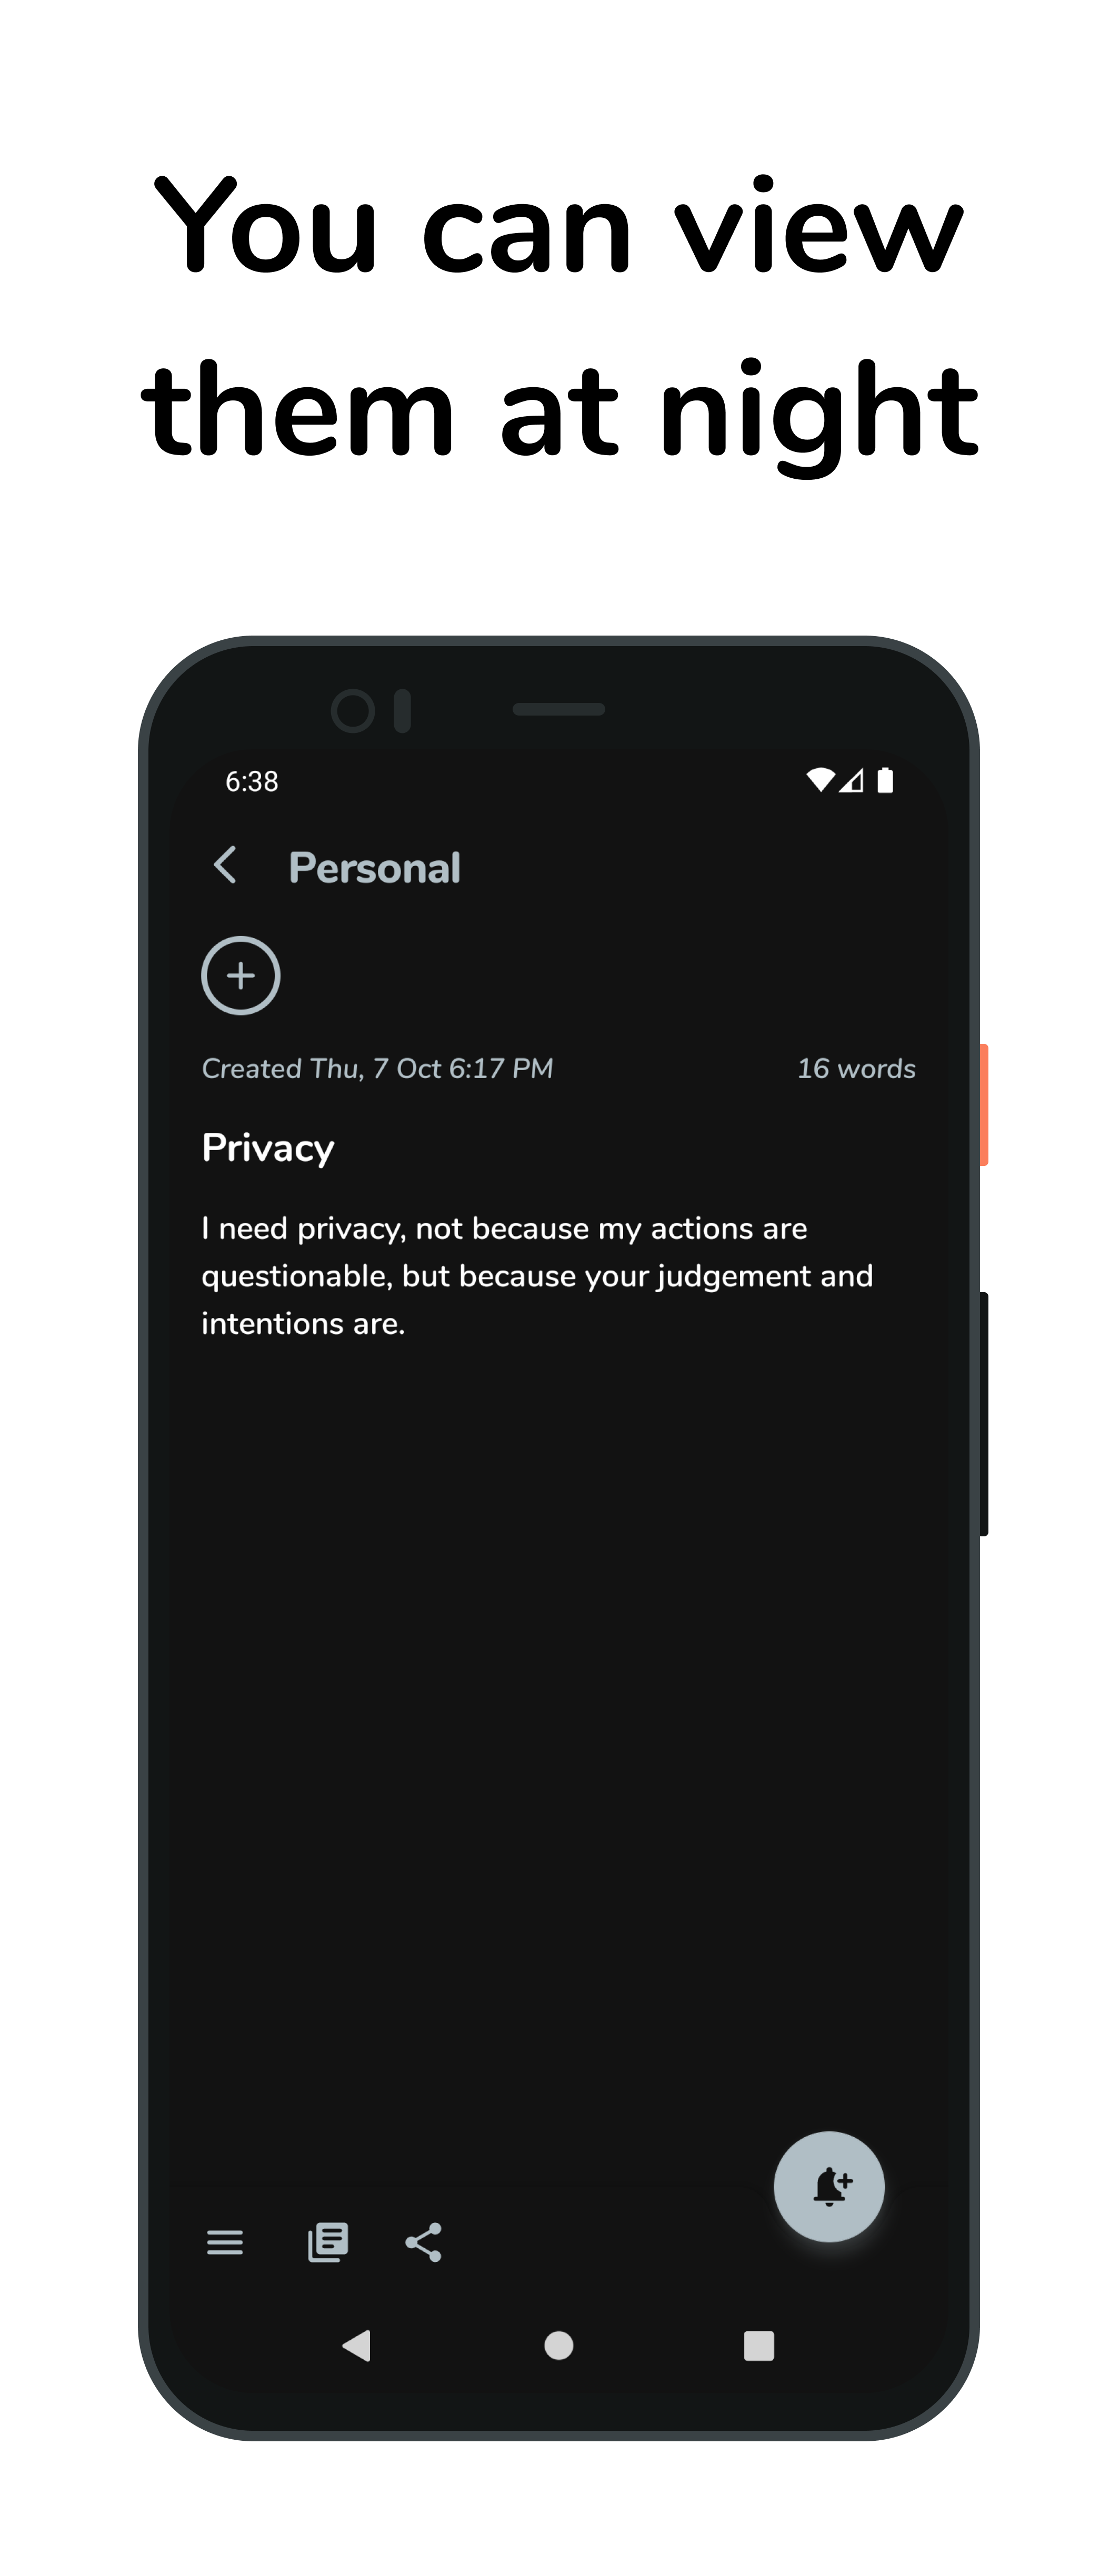 You can view
them at night
6:38
Personal
Created Thu, 7 Oct 6:17 PM
16 words
Privacy
I need privacy, not because my actions are
questionable, but because your judgement and
intentions are.